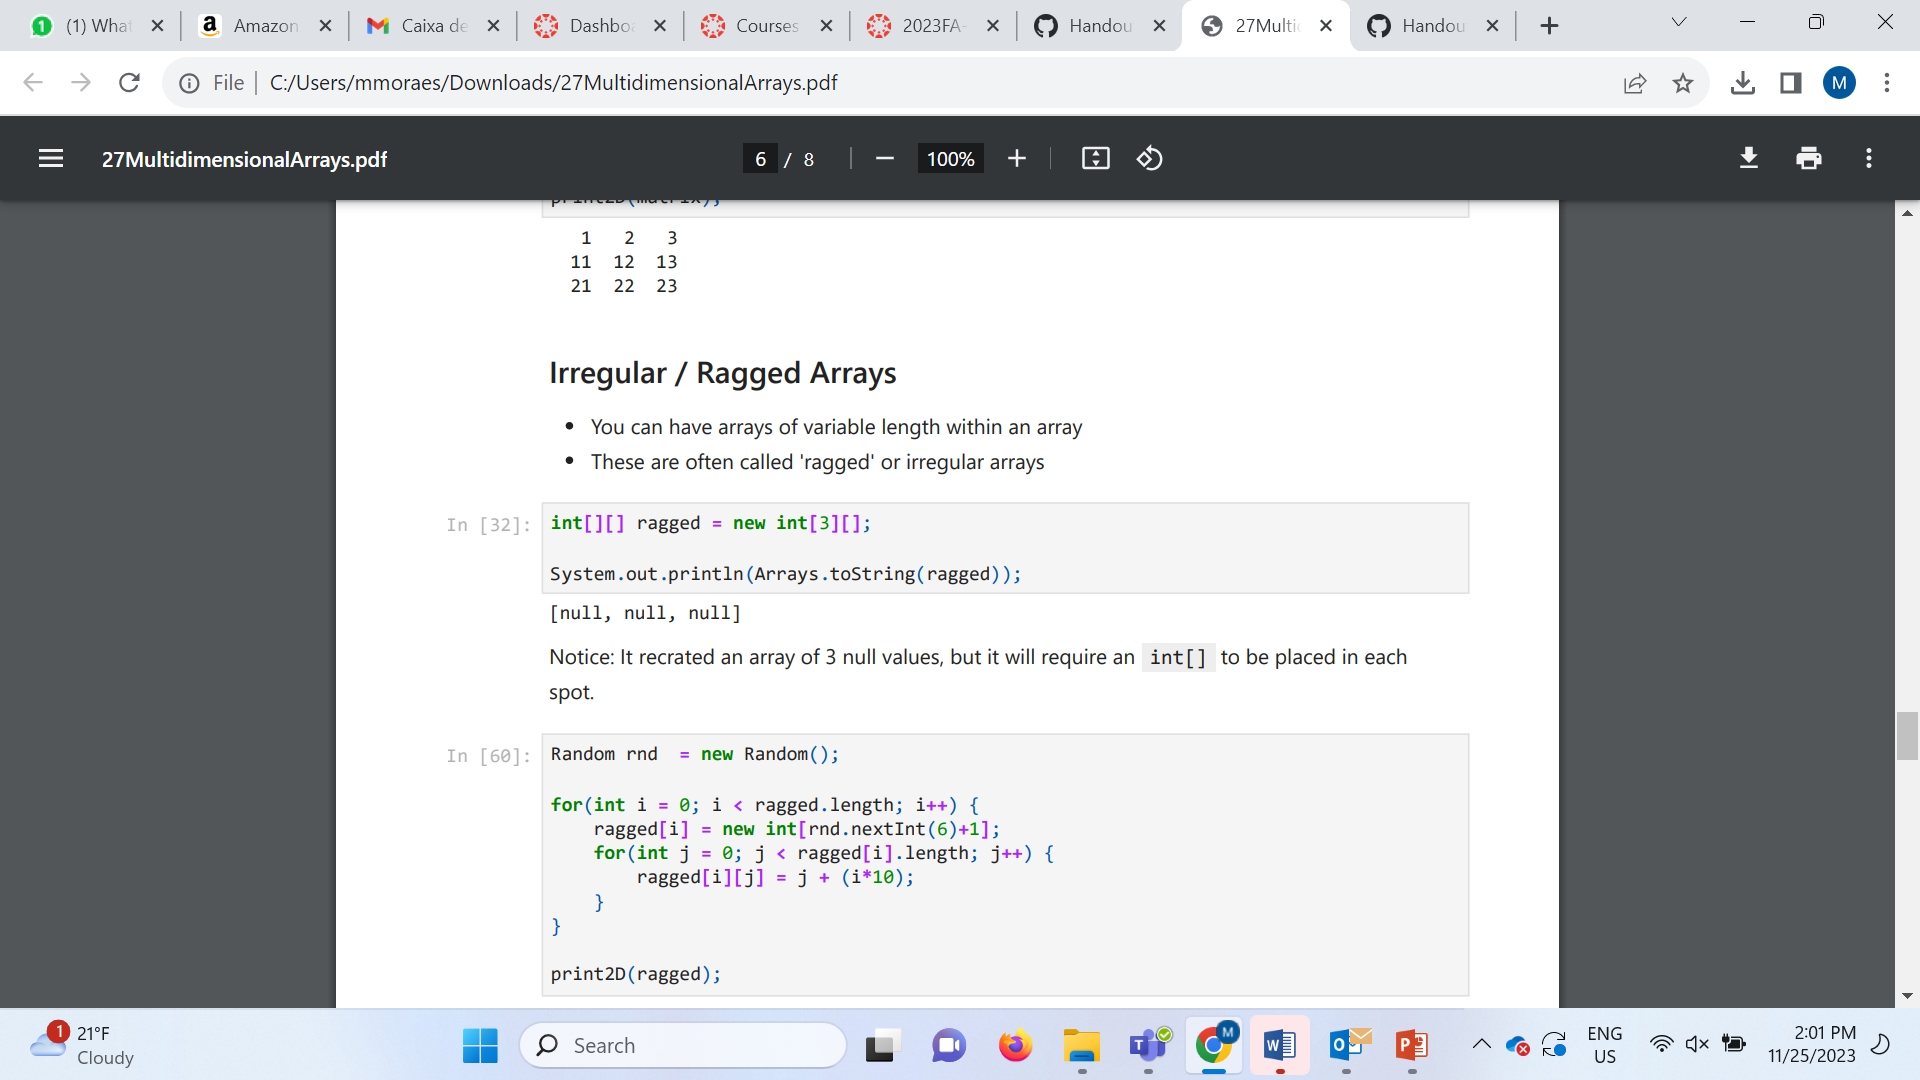 1 (1) What
a Amazon
Caixa de
Dashbo
Courses
2023FA-
Handou
27Multi
Handou
File C:/Users/mmoraes/Downloads/27MultidimensionalArrays.pdf
M
27MultidimensionalArrays.pdf
6 / 8
100%
1 2 3
11 12 13
21 22 23
Irregular / Ragged Arrays
• You can have arrays of variable length within an array
• These are often called 'ragged' or irregular arrays
In [32]: int[][] ragged = new int[3][];
System.out.println(Arrays.toString(ragged));
[null, null, null]
Notice: It recrated an array of 3 null values, but it will require an int[] to be placed in each
spot.
In [60]: Random rnd  = new Random();
for(int i = 0; i < ragged.length; i++) {
    ragged[i] = new int[rnd.nextInt(6)+1];
    for(int j = 0; j < ragged[i].length; j++) {
        ragged[i][j] = j + (i*10);
    }
}
print2D(ragged);
1
21°F
Cloudy
Search
T
M
W
O
P
ENG
US
2:01 PM
11/25/2023